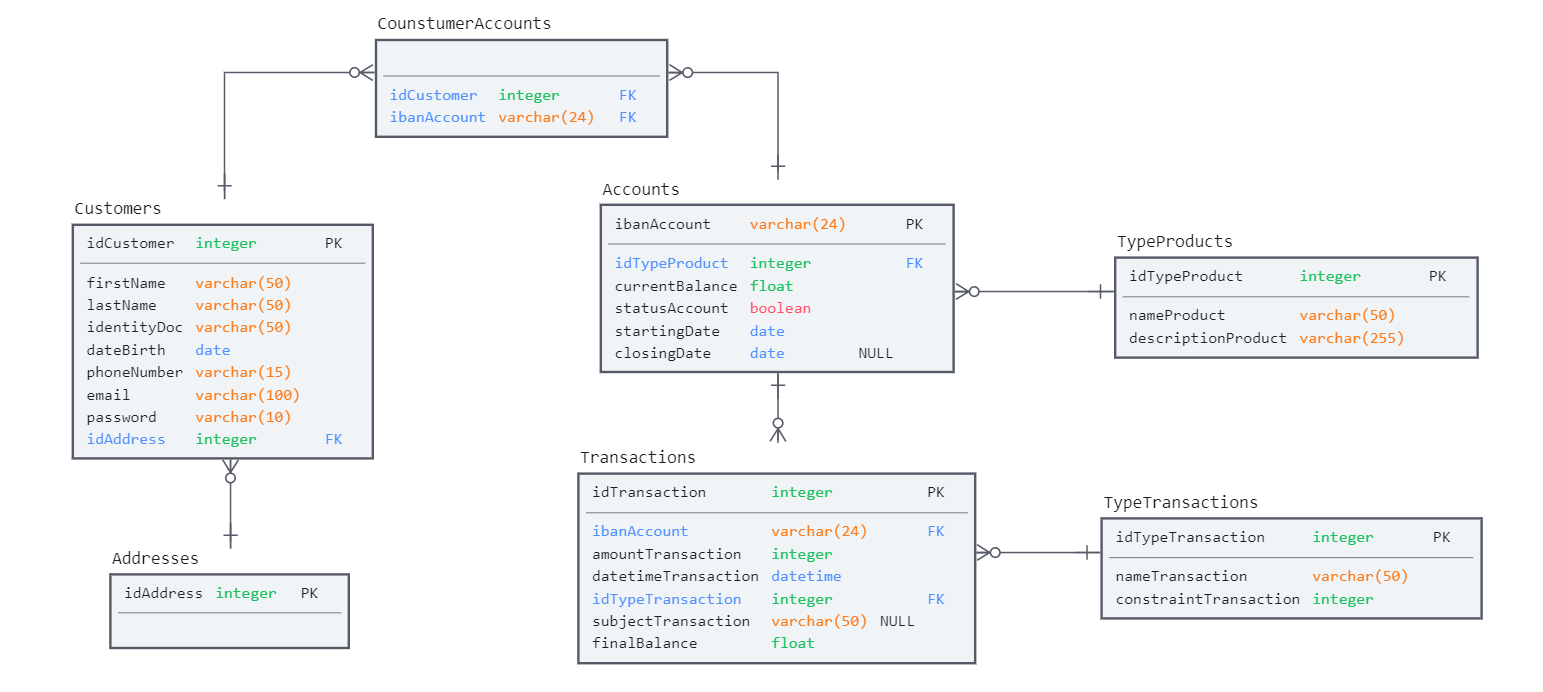 CounstumerAccounts
idCustomer integer FK
ibanAccount varchar(24) FK
Customers
idCustomer integer PK
firstName varchar(50)
lastName varchar(50)
identityDoc varchar(50)
dateBirth date
phoneNumber varchar(15)
email varchar(100)
password varchar(10)
idAddress integer FK
Accounts
ibanAccount varchar(24) PK
idTypeProduct integer FK
currentBalance float
statusAccount boolean
startingDate date
closingDate date NULL
TypeProducts
idTypeProduct integer PK
nameProduct varchar(50)
descriptionProduct varchar(255)
Addresses
idAddress integer PK
Transactions
idTransaction integer PK
ibanAccount varchar(24) FK
amountTransaction integer
datetimeTransaction datetime
idTypeTransaction integer FK
subjectTransaction varchar(50) NULL
finalBalance float
TypeTransactions
idTypeTransaction integer PK
nameTransaction varchar(50)
constraintTransaction integer